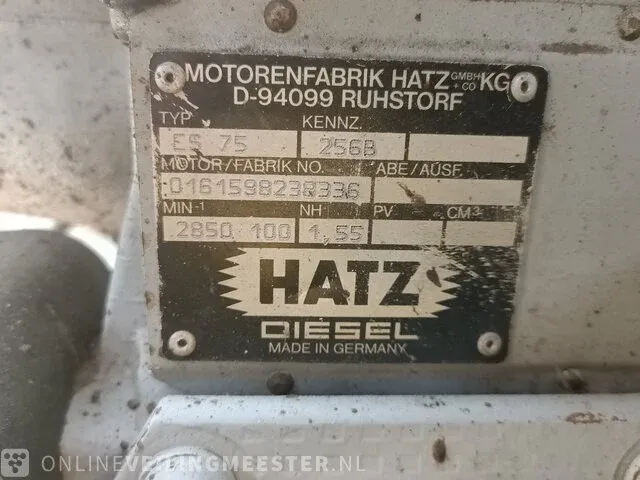 MOTORENFABRIK HATZ GMBH + CO KG
D-94099 RUHSTORF
TYP KENNZ.
ES 75 256B
MOTOR/FABRIK NO. ABE/AUSF.
0161598238336
MIN-1 NH PV CM3
2850/100 1,55
HATZ
DIESEL
MADE IN GERMANY
ONLINEVEILINGMEESTER.NL